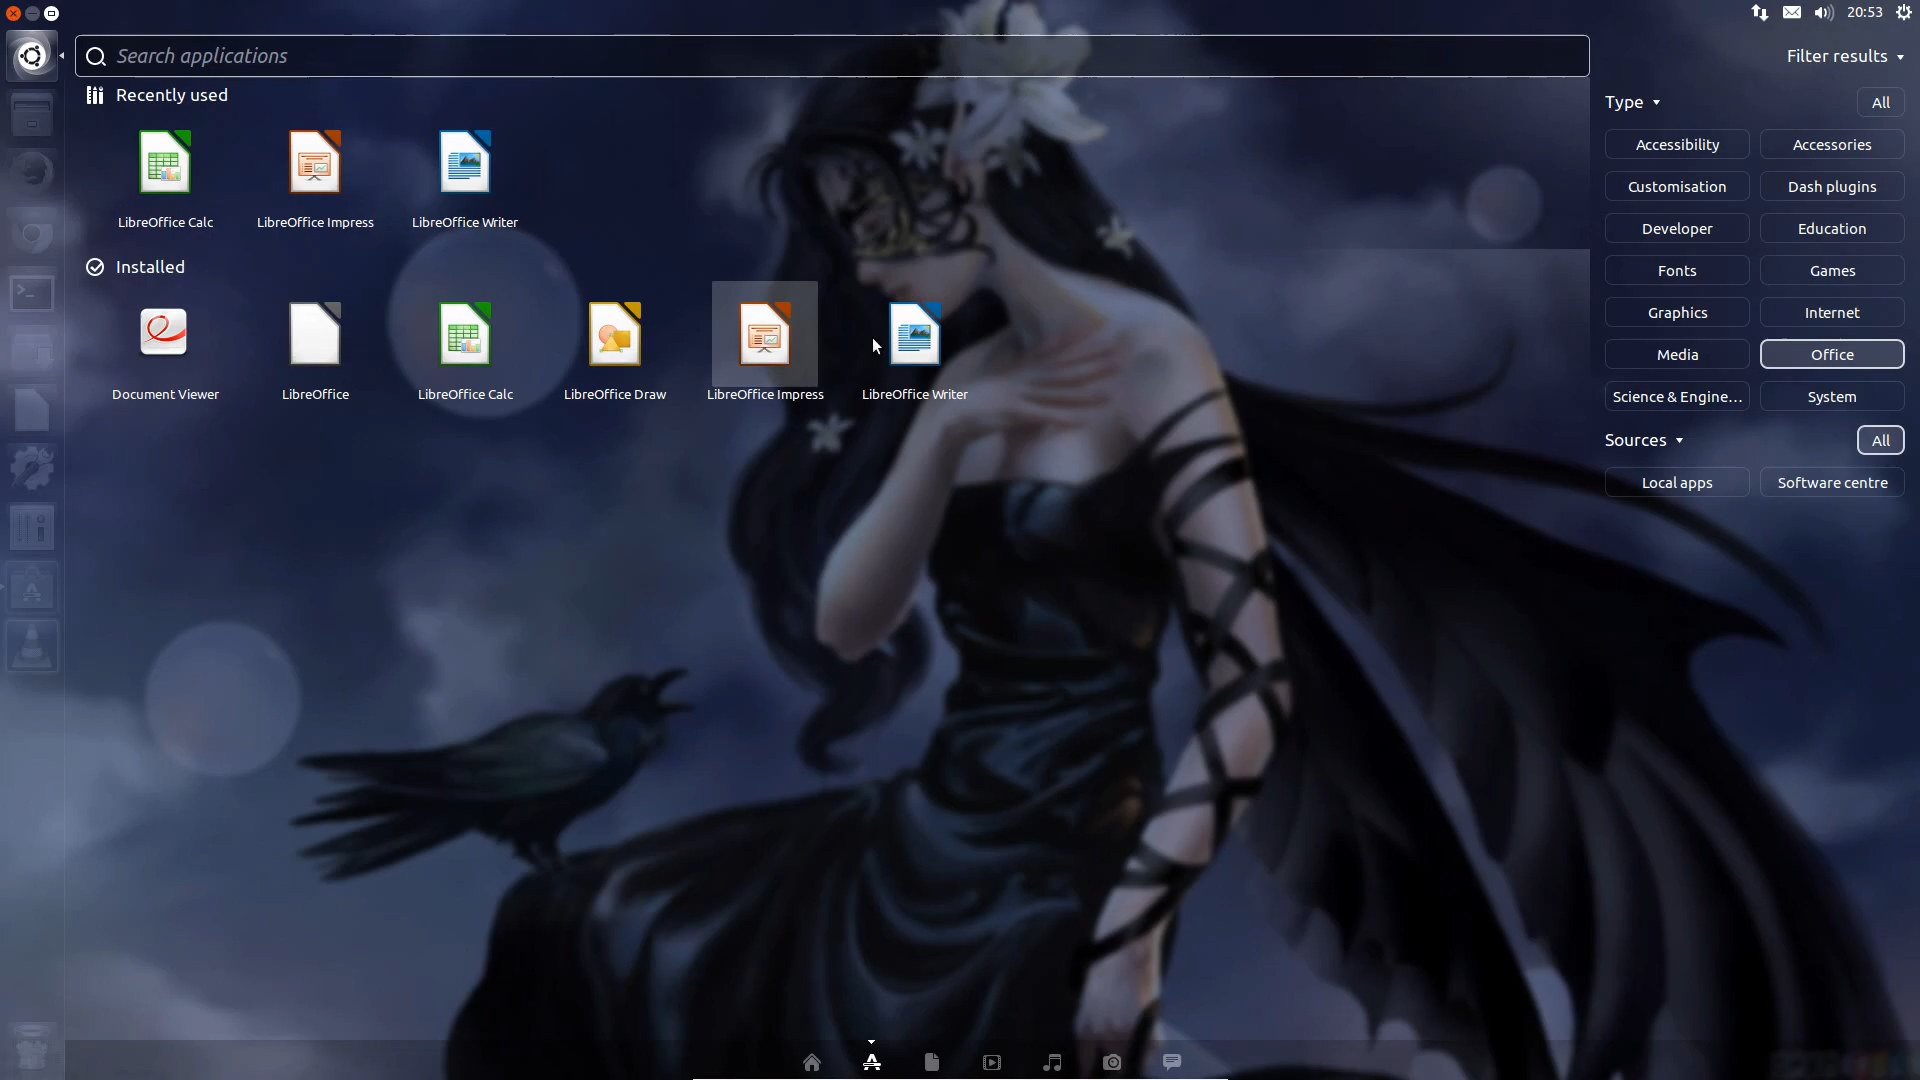 20:53
Search applications
Filter results
Recently used
LibreOffice Calc
LibreOffice Impress
LibreOffice Writer
Installed
Document Viewer
LibreOffice
LibreOffice Calc
LibreOffice Draw
LibreOffice Impress
LibreOffice Writer
Type
All
Accessibility
Accessories
Customisation
Dash plugins
Developer
Education
Fonts
Games
Graphics
Internet
Media
Office
Science & Engine...
System
Sources
All
Local apps
Software centre